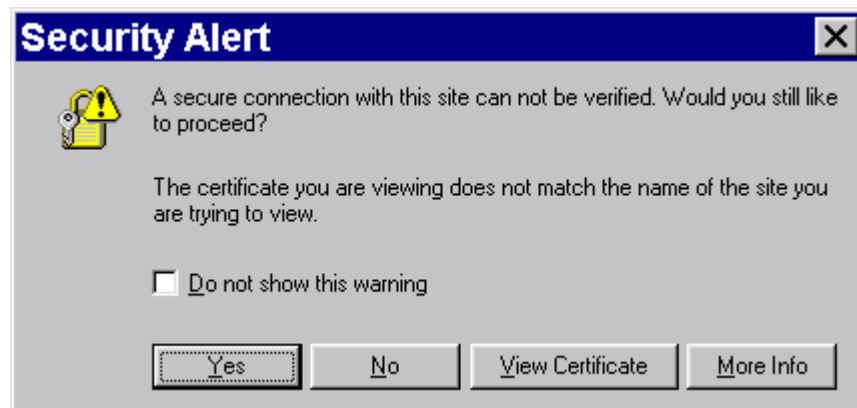 Security Alert
A secure connection with this site can not be verified. Would you still like
to proceed?
The certificate you are viewing does not match the name of the site you
are trying to view.
Do not show this warning
Yes No View Certificate More Info